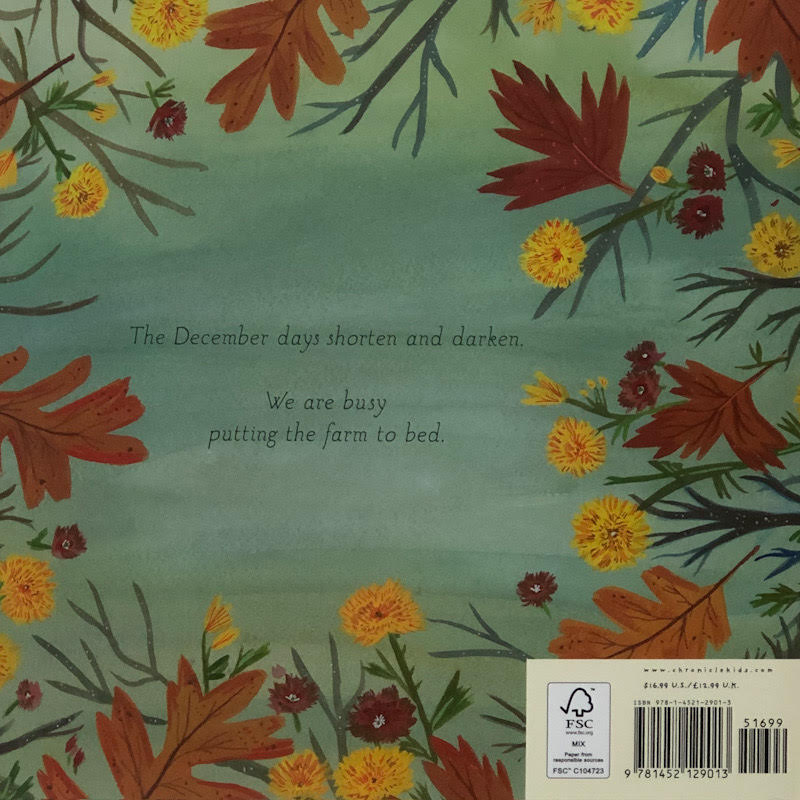 The December days shorten and darken.
We are busy
putting the farm to bed.
www.chroniclekids.com
$16.99 U.S./£12.99 U.K.
ISBN 978-1-4521-2901-3
51699
9 781452 129013
FSC
www.fsc.org
MIX
Paper from
responsible sources
FSC™ C104723